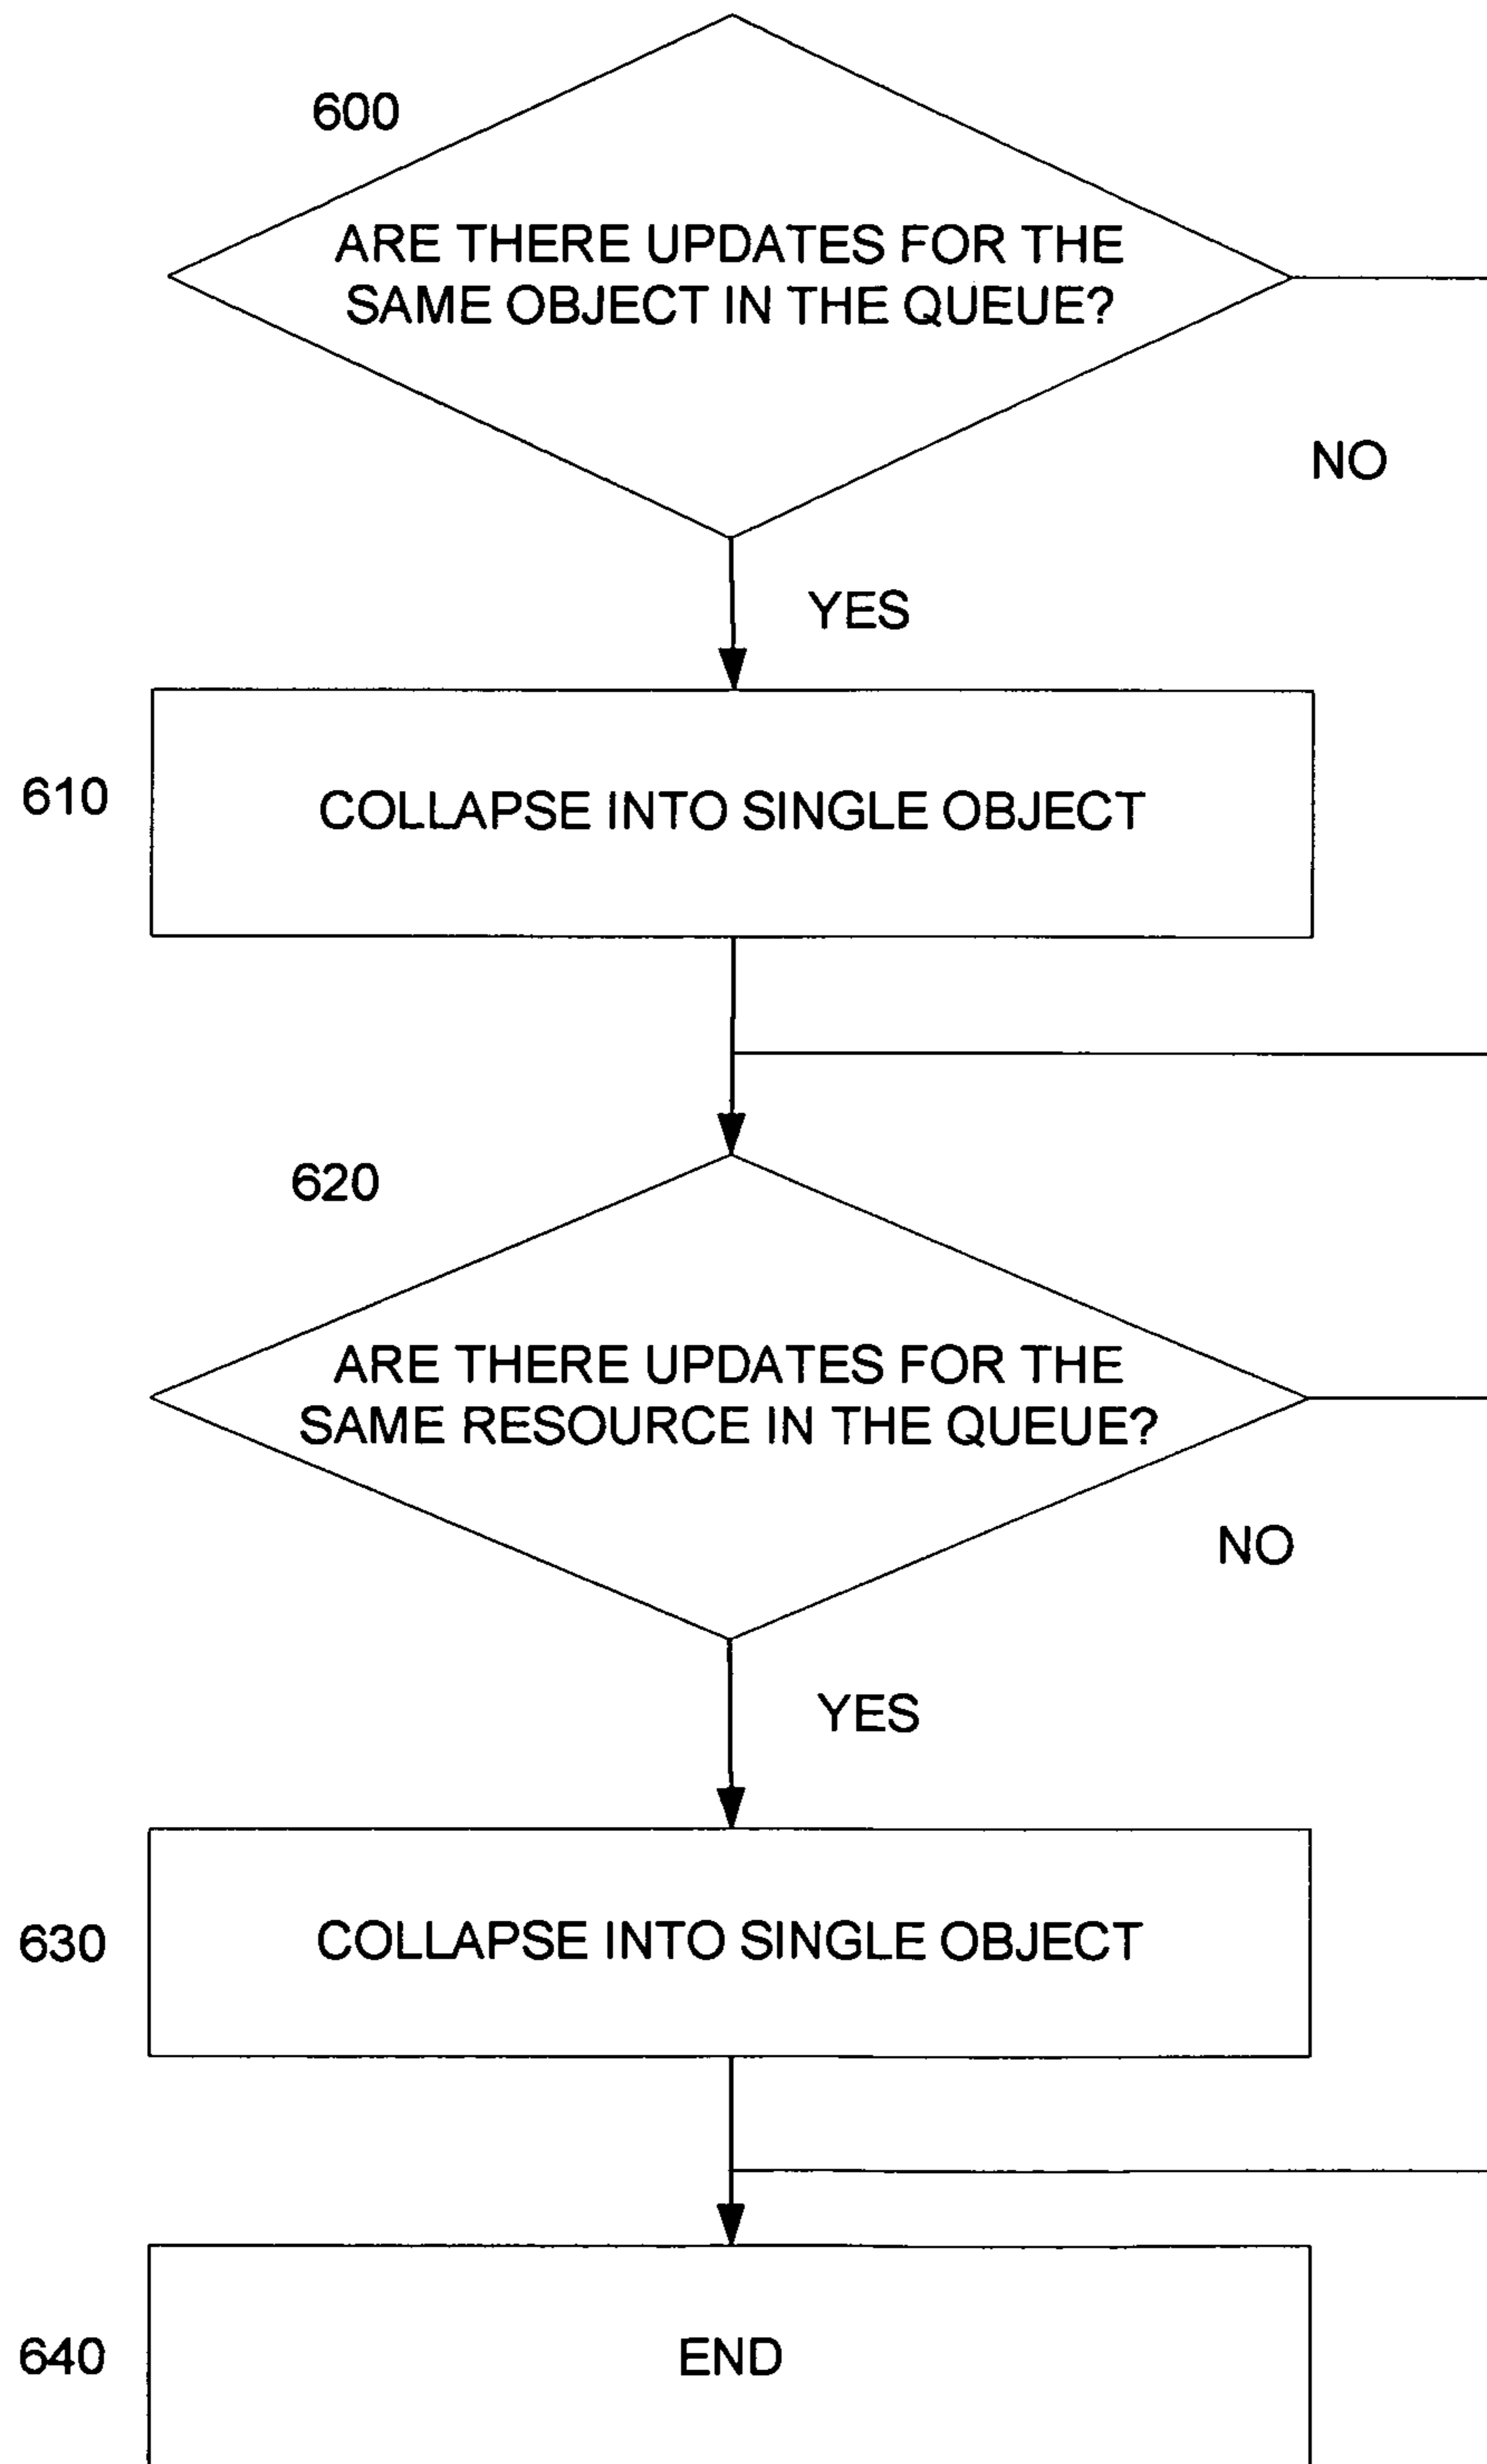 600
ARE THERE UPDATES FOR THE
SAME OBJECT IN THE QUEUE?
NO
YES
610
COLLAPSE INTO SINGLE OBJECT
620
ARE THERE UPDATES FOR THE
SAME RESOURCE IN THE QUEUE?
NO
YES
630
COLLAPSE INTO SINGLE OBJECT
640
END